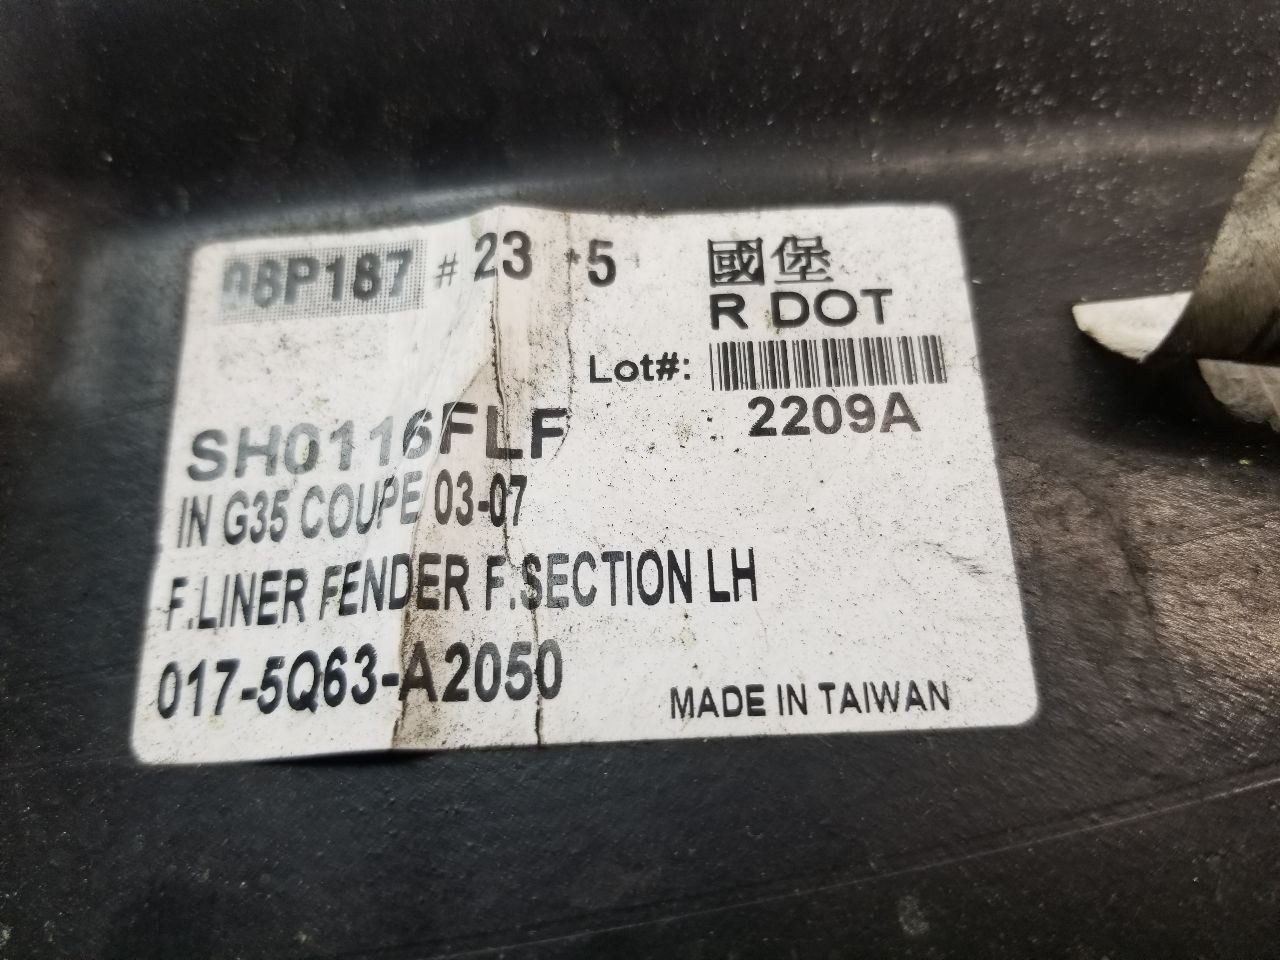 08P187 # 23 *5
國堡
R DOT
Lot#:
2209A
SH0116FLF
IN G35 COUPE 03-07
F.LINER FENDER F.SECTION LH
017-5Q63-A2050
MADE IN TAIWAN